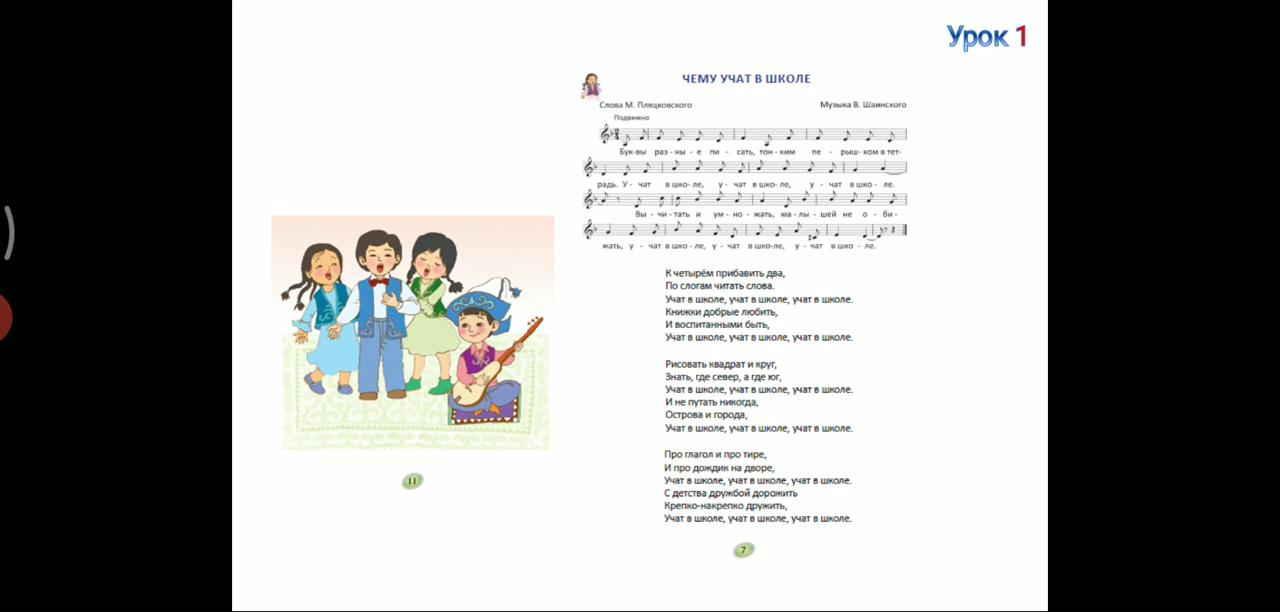 Урок 1
ЧЕМУ УЧАТ В ШКОЛЕ
Слова М. Пляцковского
Музыка В. Шаинского
Подвижно
Бук-вы раз - ны - е пи - сать, тон - ким пе - рыш - ком в тет-
радь. У - чат в шко - ле, у - чат в шко - ле, у - чат в шко - ле.
Вы - чи - тать и ум - но - жать, ма - лы - шей не о - би -
жать, у - чат в шко - ле, у - чат в шко-ле, у - чат в шко - ле.
К четырём прибавить два,
По слогам читать слова.
Учат в школе, учат в школе, учат в школе.
Книжки добрые любить,
И воспитанными быть,
Учат в школе, учат в школе, учат в школе.
Рисовать квадрат и круг,
Знать, где север, а где юг,
Учат в школе, учат в школе, учат в школе.
И не путать никогда,
Острова и города,
Учат в школе, учат в школе, учат в школе.
Про глагол и про тире,
И про дождик на дворе,
Учат в школе, учат в школе, учат в школе.
С детства дружбой дорожить
Крепко-накрепко дружить,
Учат в школе, учат в школе, учат в школе.
11
7